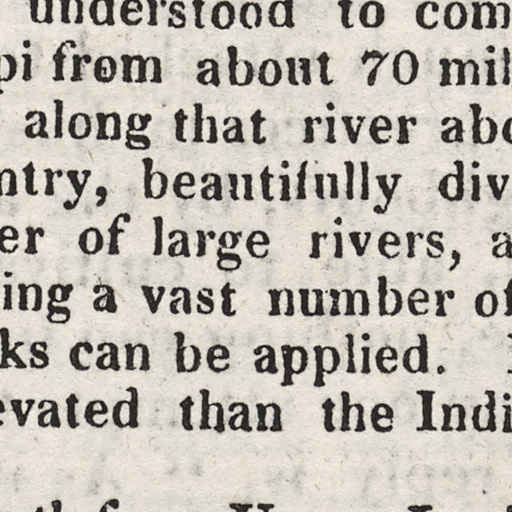 understood to com
pi from about 70 mil
along that river abo
ntry, beautifully div
er of large rivers, a
ing a vast number of
ks can be applied.
evated than the Indi